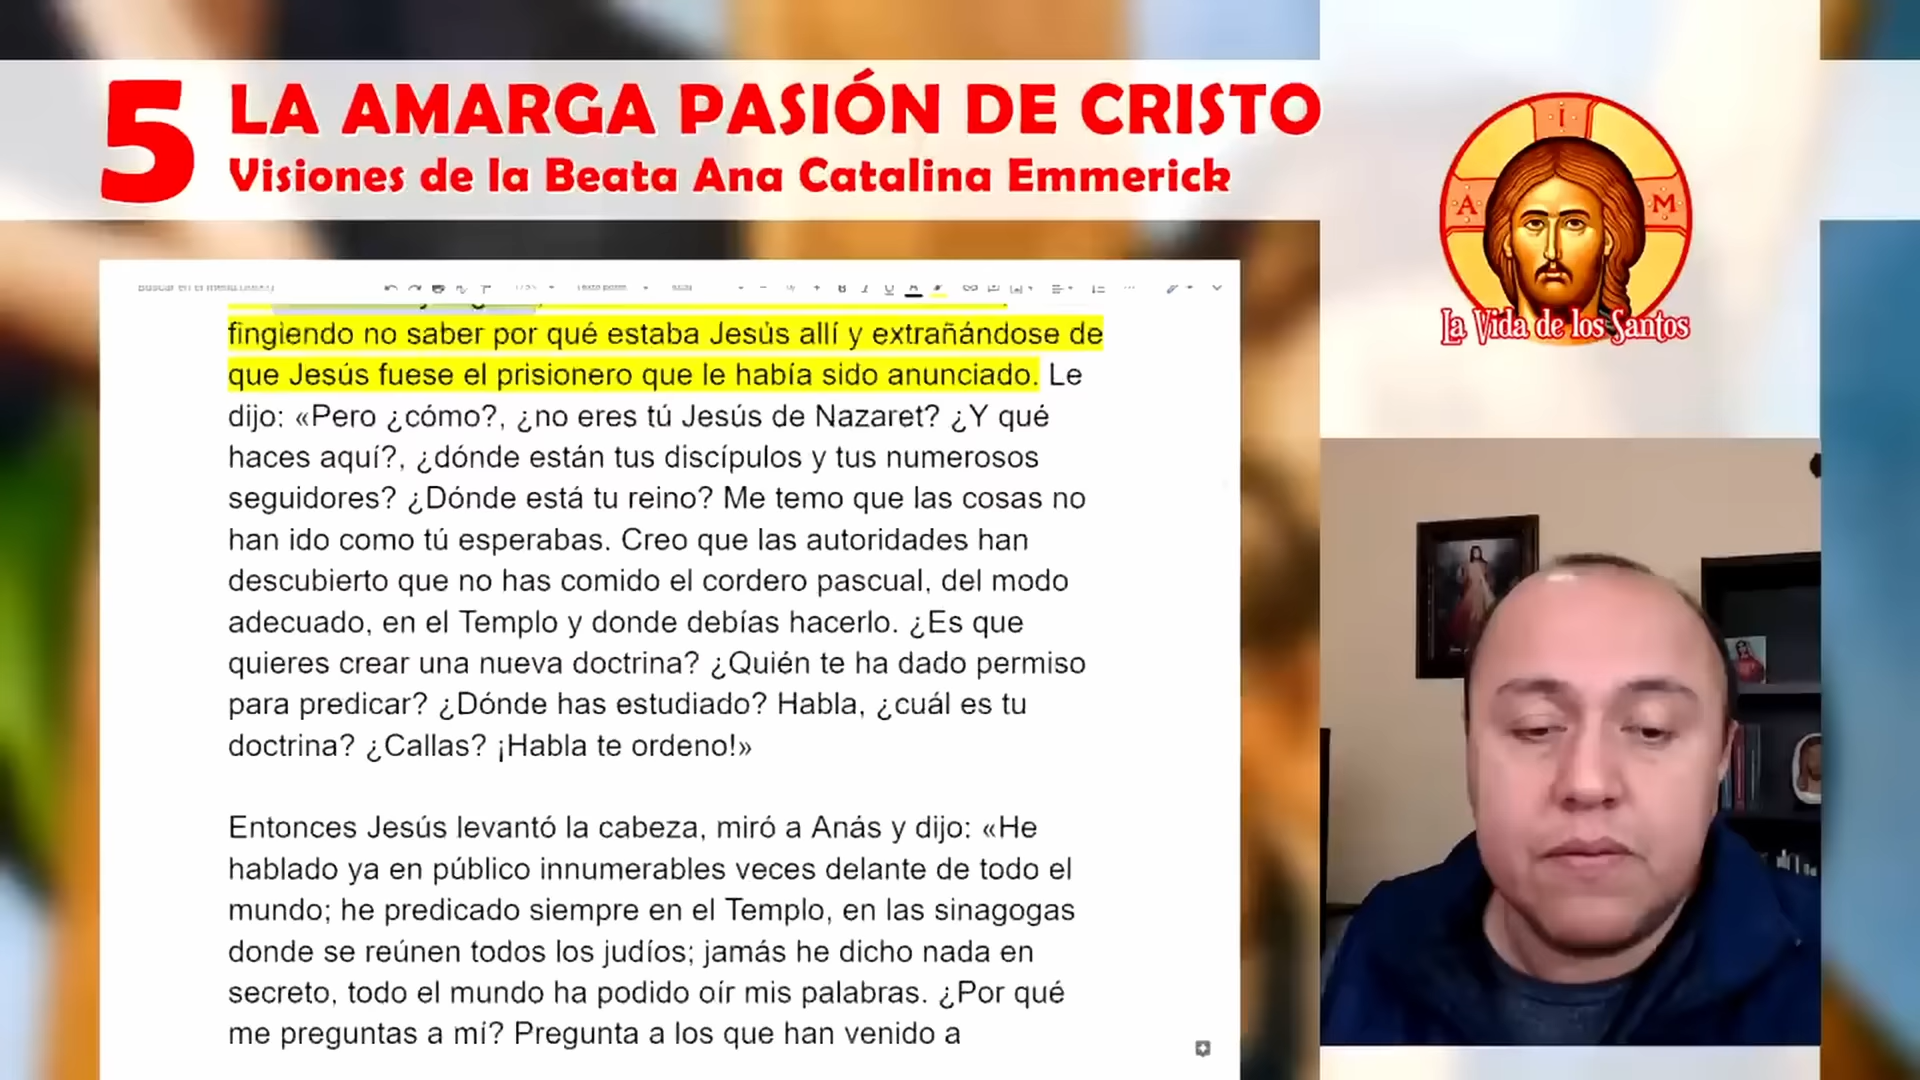 5
LA AMARGA PASIÓN DE CRISTO
Visiones de la Beata Ana Catalina Emmerick
I
A M
La Vida de los Santos
fingiendo no saber por qué estaba Jesús allí y extrañándose de
que Jesús fuese el prisionero que le había sido anunciado. Le
dijo: «Pero ¿cómo?, ¿no eres tú Jesús de Nazaret? ¿Y qué
haces aquí?, ¿dónde están tus discípulos y tus numerosos
seguidores? ¿Dónde está tu reino? Me temo que las cosas no
han ido como tú esperabas. Creo que las autoridades han
descubierto que no has comido el cordero pascual, del modo
adecuado, en el Templo y donde debías hacerlo. ¿Es que
quieres crear una nueva doctrina? ¿Quién te ha dado permiso
para predicar? ¿Dónde has estudiado? Habla, ¿cuál es tu
doctrina? ¿Callas? ¡Habla te ordeno!»
Entonces Jesús levantó la cabeza, miró a Anás y dijo: «He
hablado ya en público innumerables veces delante de todo el
mundo; he predicado siempre en el Templo, en las sinagogas
donde se reúnen todos los judíos; jamás he dicho nada en
secreto, todo el mundo ha podido oír mis palabras. ¿Por qué
me preguntas a mí? Pregunta a los que han venido a